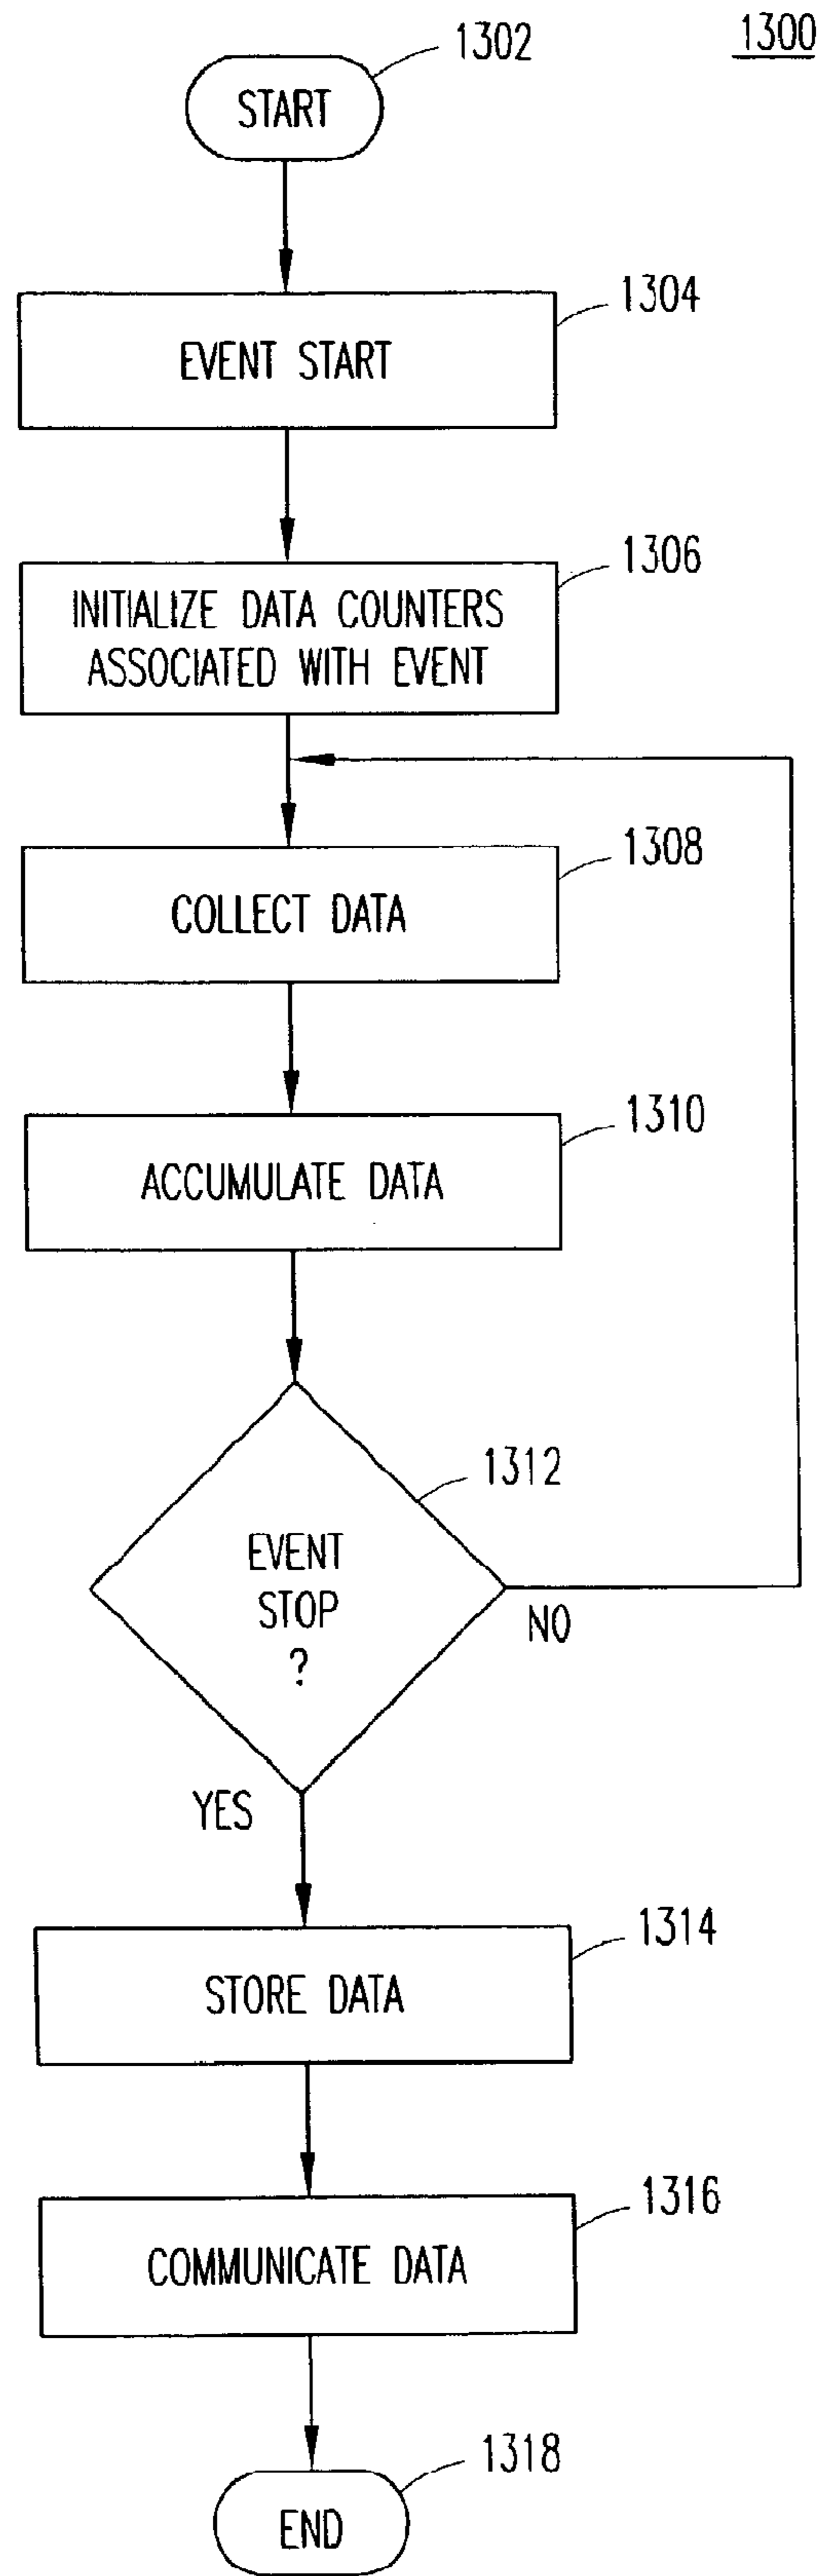 1300
1302
START
1304
EVENT START
1306
INITIALIZE DATA COUNTERS
ASSOCIATED WITH EVENT
1308
COLLECT DATA
1310
ACCUMULATE DATA
1312
EVENT
STOP
?
NO
YES
1314
STORE DATA
1316
COMMUNICATE DATA
1318
END